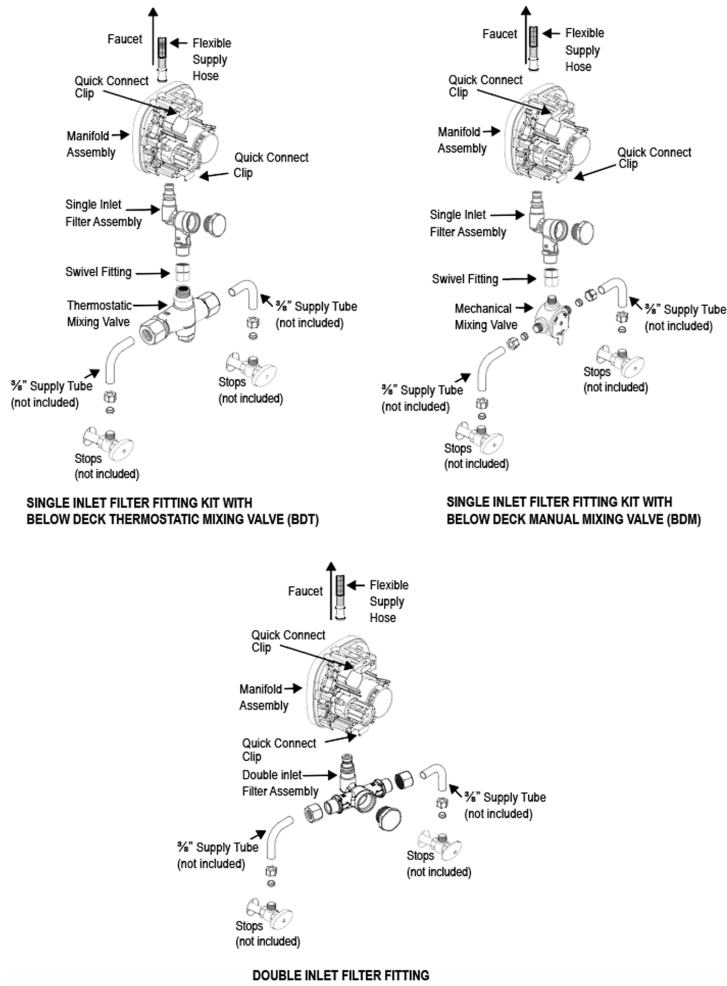 Faucet
Flexible
Supply
Hose
Quick Connect
Clip
Manifold
Assembly
Quick Connect
Clip
Single Inlet
Filter Assembly
Swivel Fitting
Thermostatic
Mixing Valve
⅜” Supply Tube
(not included)
⅜” Supply Tube
(not included)
Stops
(not included)
Stops
(not included)
SINGLE INLET FILTER FITTING KIT WITH
BELOW DECK THERMOSTATIC MIXING VALVE (BDT)
Faucet
Flexible
Supply
Hose
Quick Connect
Clip
Manifold
Assembly
Quick Connect
Clip
Single Inlet
Filter Assembly
Swivel Fitting
Mechanical
Mixing Valve
⅜” Supply Tube
(not included)
⅜” Supply Tube
(not included)
Stops
(not included)
Stops
(not included)
SINGLE INLET FILTER FITTING KIT WITH
BELOW DECK MANUAL MIXING VALVE (BDM)
Faucet
Flexible
Supply
Hose
Quick Connect
Clip
Manifold
Assembly
Quick Connect
Clip
Double inlet
Filter Assembly
⅜” Supply Tube
(not included)
⅜” Supply Tube
(not included)
Stops
(not included)
Stops
(not included)
DOUBLE INLET FILTER FITTING